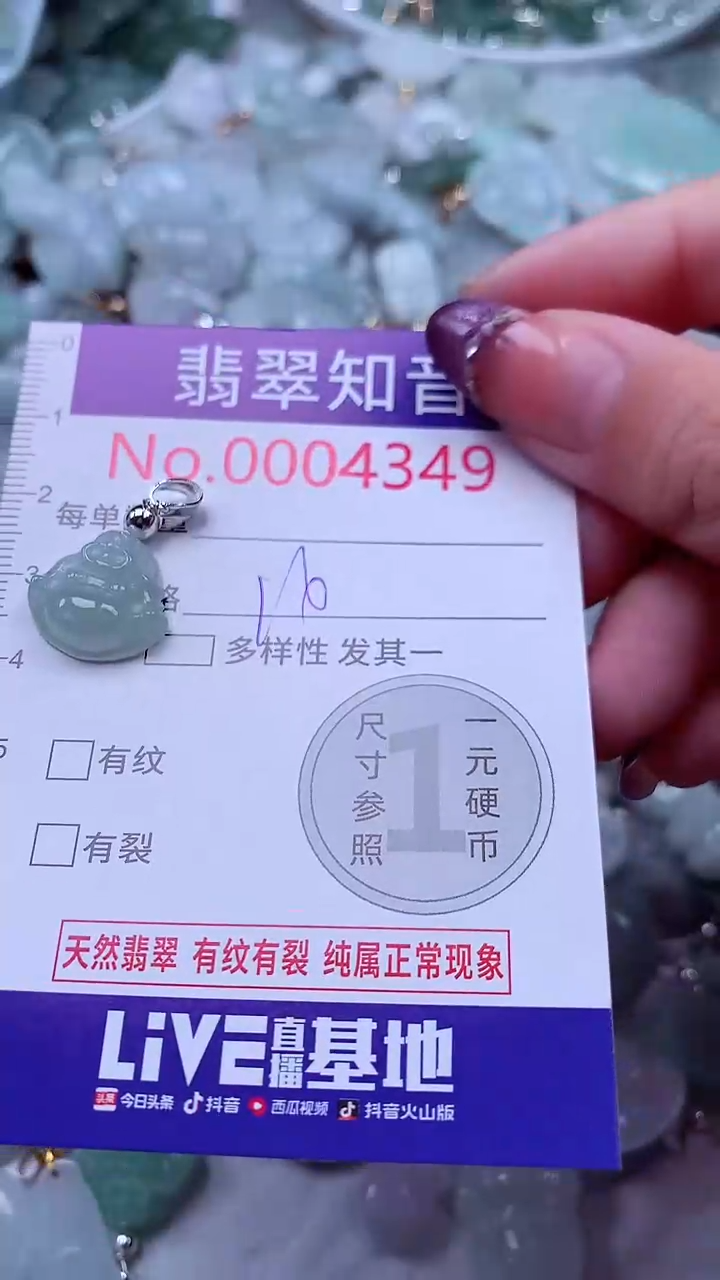 翡翠知音
No.0004349
每单
格
多样性 发其一
有纹
有裂
尺寸参照
一元硬币
1
天然翡翠 有纹有裂 纯属正常现象
LiVE直播基地
头条 今日头条 抖音 西瓜视频 抖音火山版
0
1
2
3
4
5